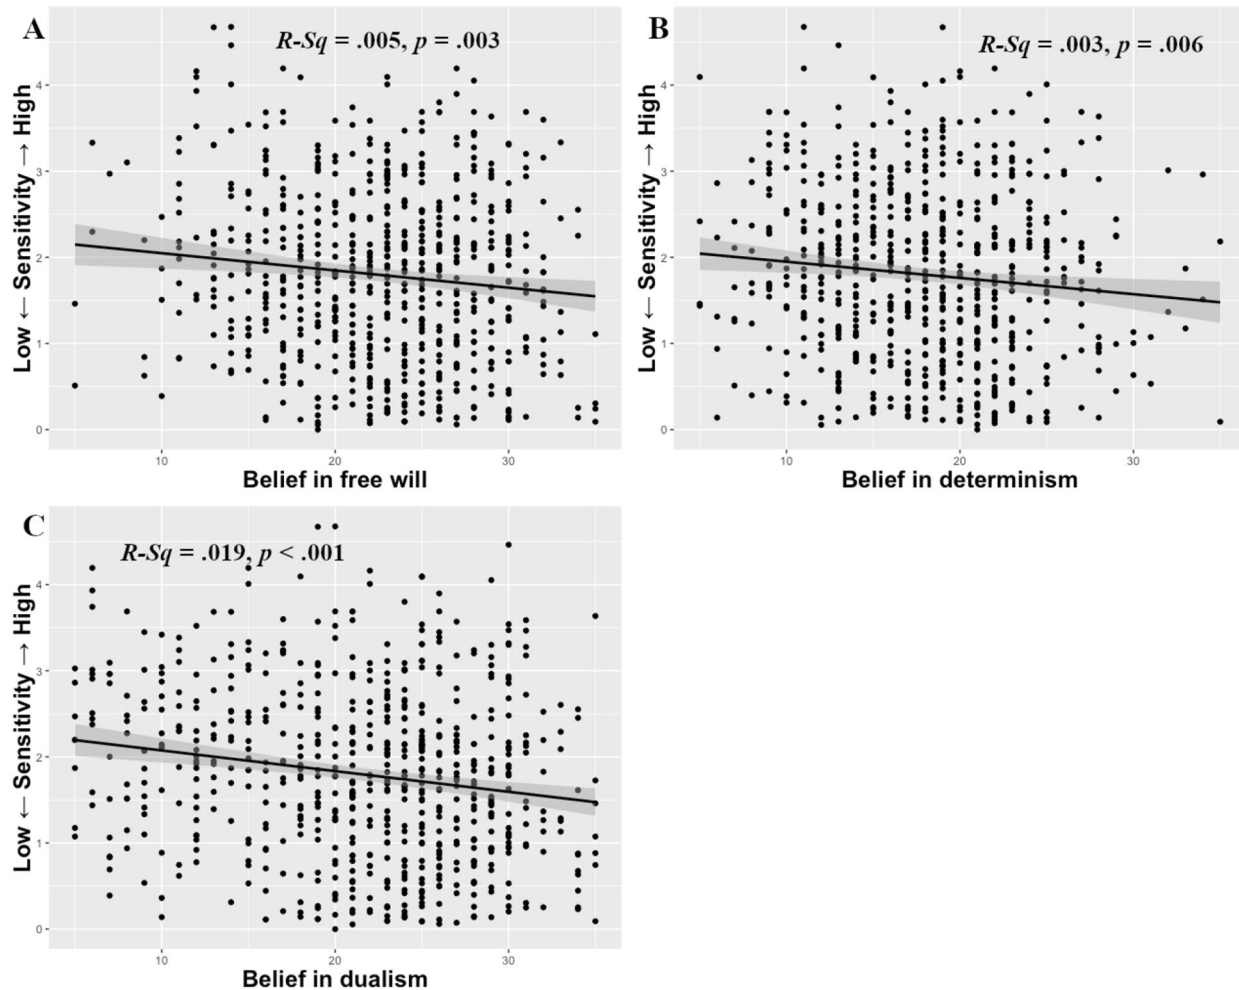 A
R-Sq = .005, p = .003
Low ← Sensitivity → High
4
3
2
1
0
10
20
30
Belief in free will
B
R-Sq = .003, p = .006
Low ← Sensitivity → High
4
3
2
1
0
10
20
30
Belief in determinism
C
R-Sq = .019, p < .001
Low ← Sensitivity → High
4
3
2
1
0
10
20
30
Belief in dualism